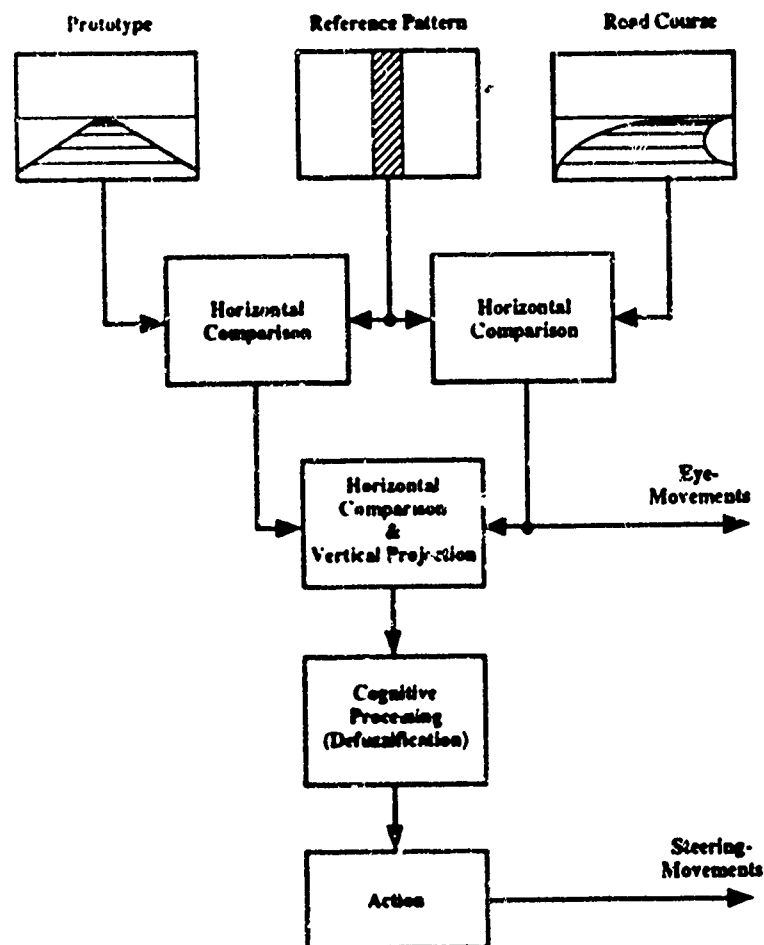 Prototype
Reference Pattern
Road Course
Horizontal
Comparison
Horizontal
Comparison
Horizontal
Comparison
&
Vertical Projection
Eye-
Movements
Cognitive
Processing
(Defuzzification)
Action
Steering-
Movements